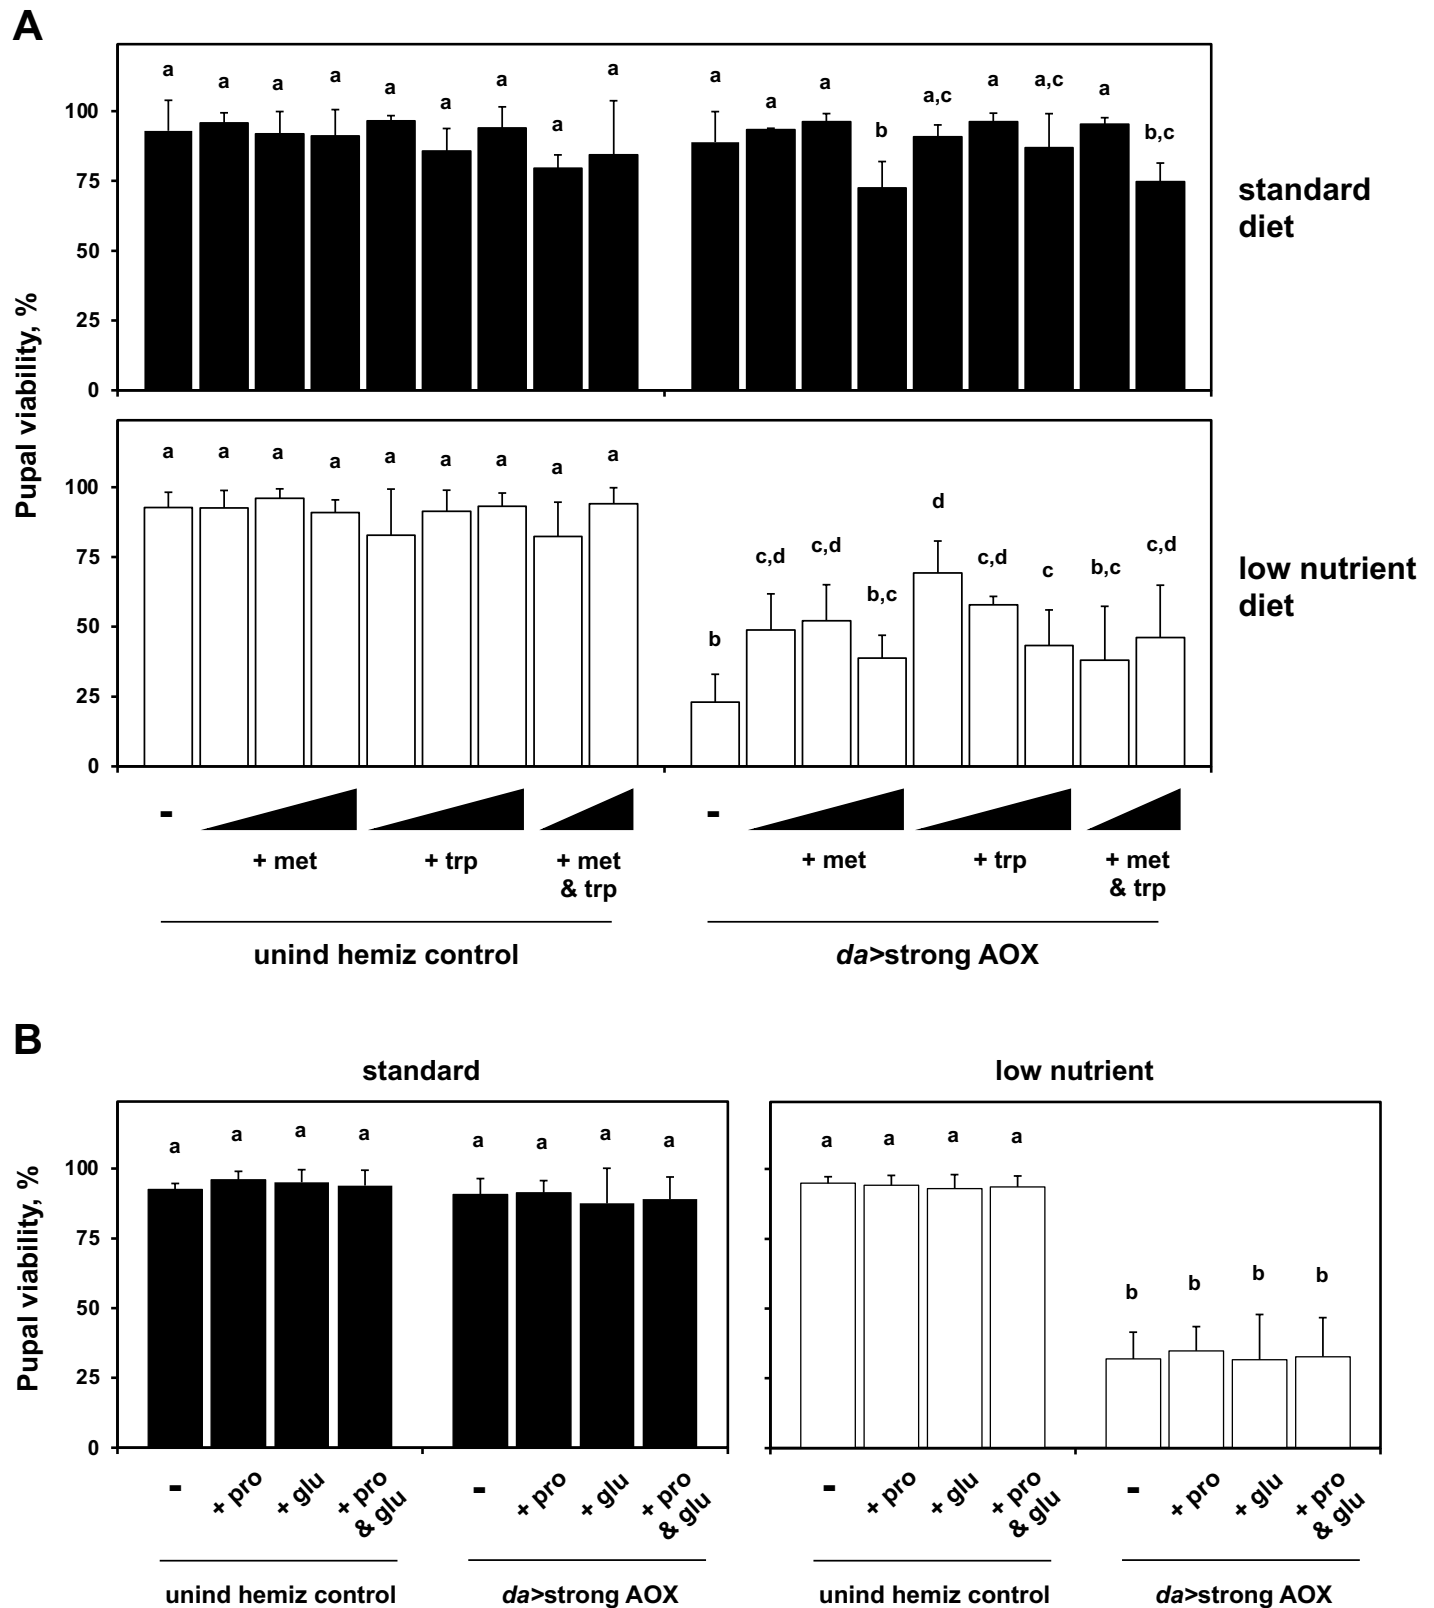 A
a a a a a a a a a a a a b a,c a a,c a b,c
100
75
50
25
0
standard
diet
Pupal viability, %
a a a a a a a a a b c,d c,d b,c d c,d c b,c c,d
100
75
50
25
0
low nutrient
diet
- + met + trp + met
& trp
- + met + trp + met
& trp
unind hemiz control da>strong AOX
B
standard low nutrient
Pupal viability, %
a a a a a a a a
a a a a b b b b
100
75
50
25
0
- + pro + glu + pro
& glu
- + pro + glu + pro
& glu
- + pro + glu + pro
& glu
- + pro + glu + pro
& glu
unind hemiz control da>strong AOX unind hemiz control da>strong AOX